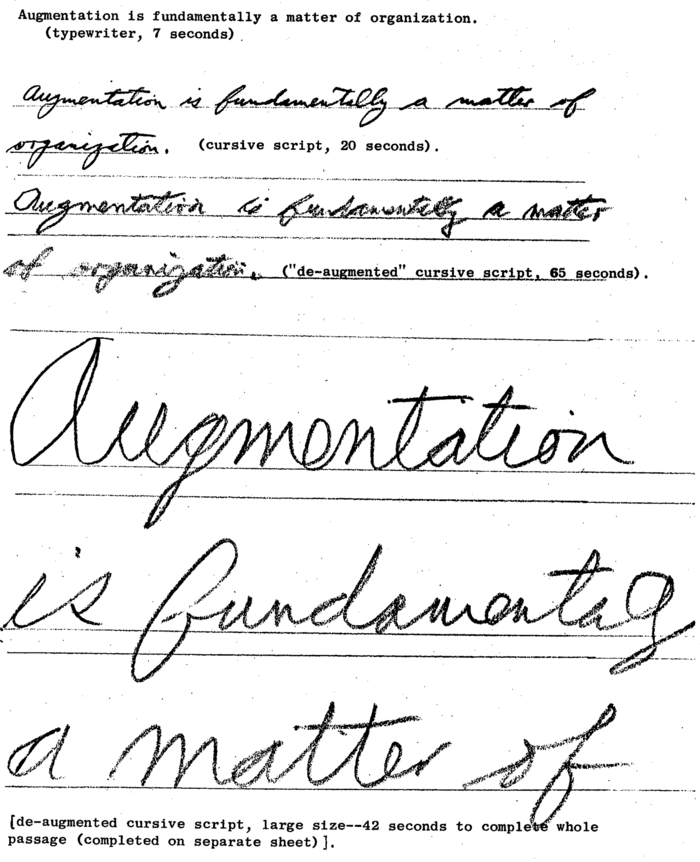 Augmentation is fundamentally a matter of organization.
(typewriter, 7 seconds)
Augmentation is fundamentally a matter of
organization. (cursive script, 20 seconds).
Augmentation is fundamentally a matter
of organization. ("de-augmented" cursive script, 65 seconds).
Augmentation
is fundamentally
a matter of
[de-augmented cursive script, large size--42 seconds to complete whole
passage (completed on separate sheet)].